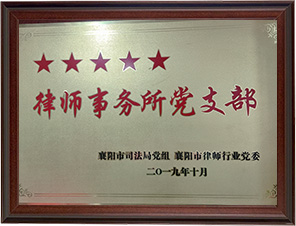 律师事务所党支部
襄阳市司法局党组 襄阳市律师行业党委
二〇一九年十月